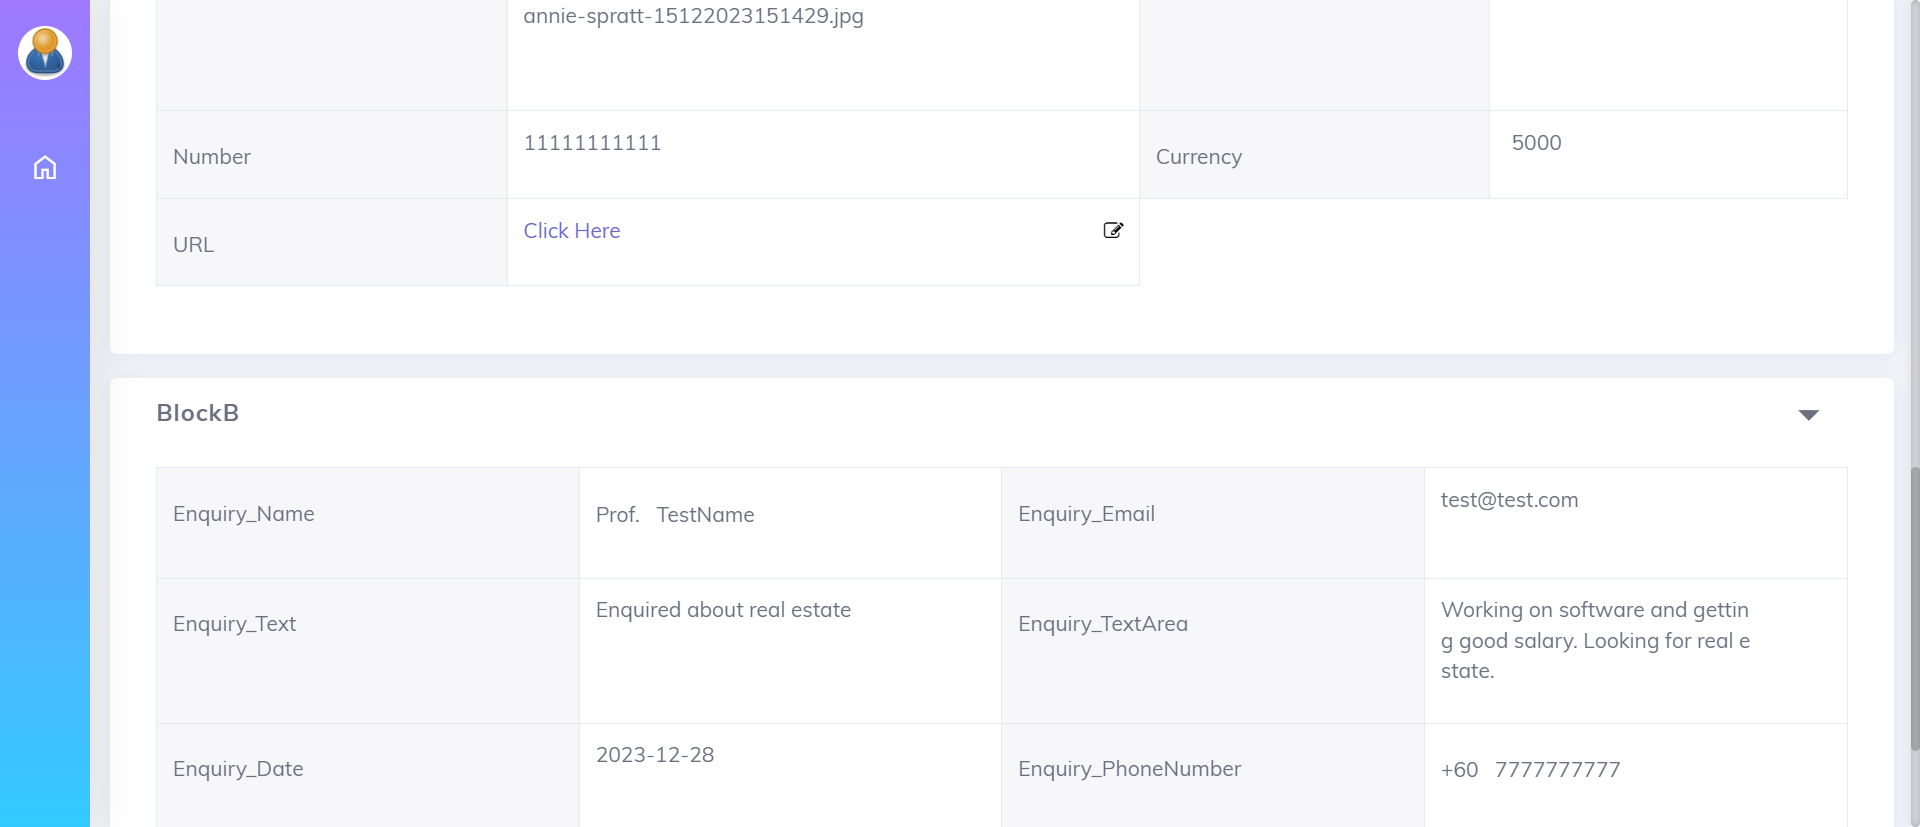 annie-spratt-15122023151429.jpg
Number
11111111111
Currency
5000
URL
Click Here
BlockB
Enquiry_Name
Prof. TestName
Enquiry_Email
test@test.com
Enquiry_Text
Enquired about real estate
Enquiry_TextArea
Working on software and gettin
g good salary. Looking for real e
state.
Enquiry_Date
2023-12-28
Enquiry_PhoneNumber
+60 7777777777